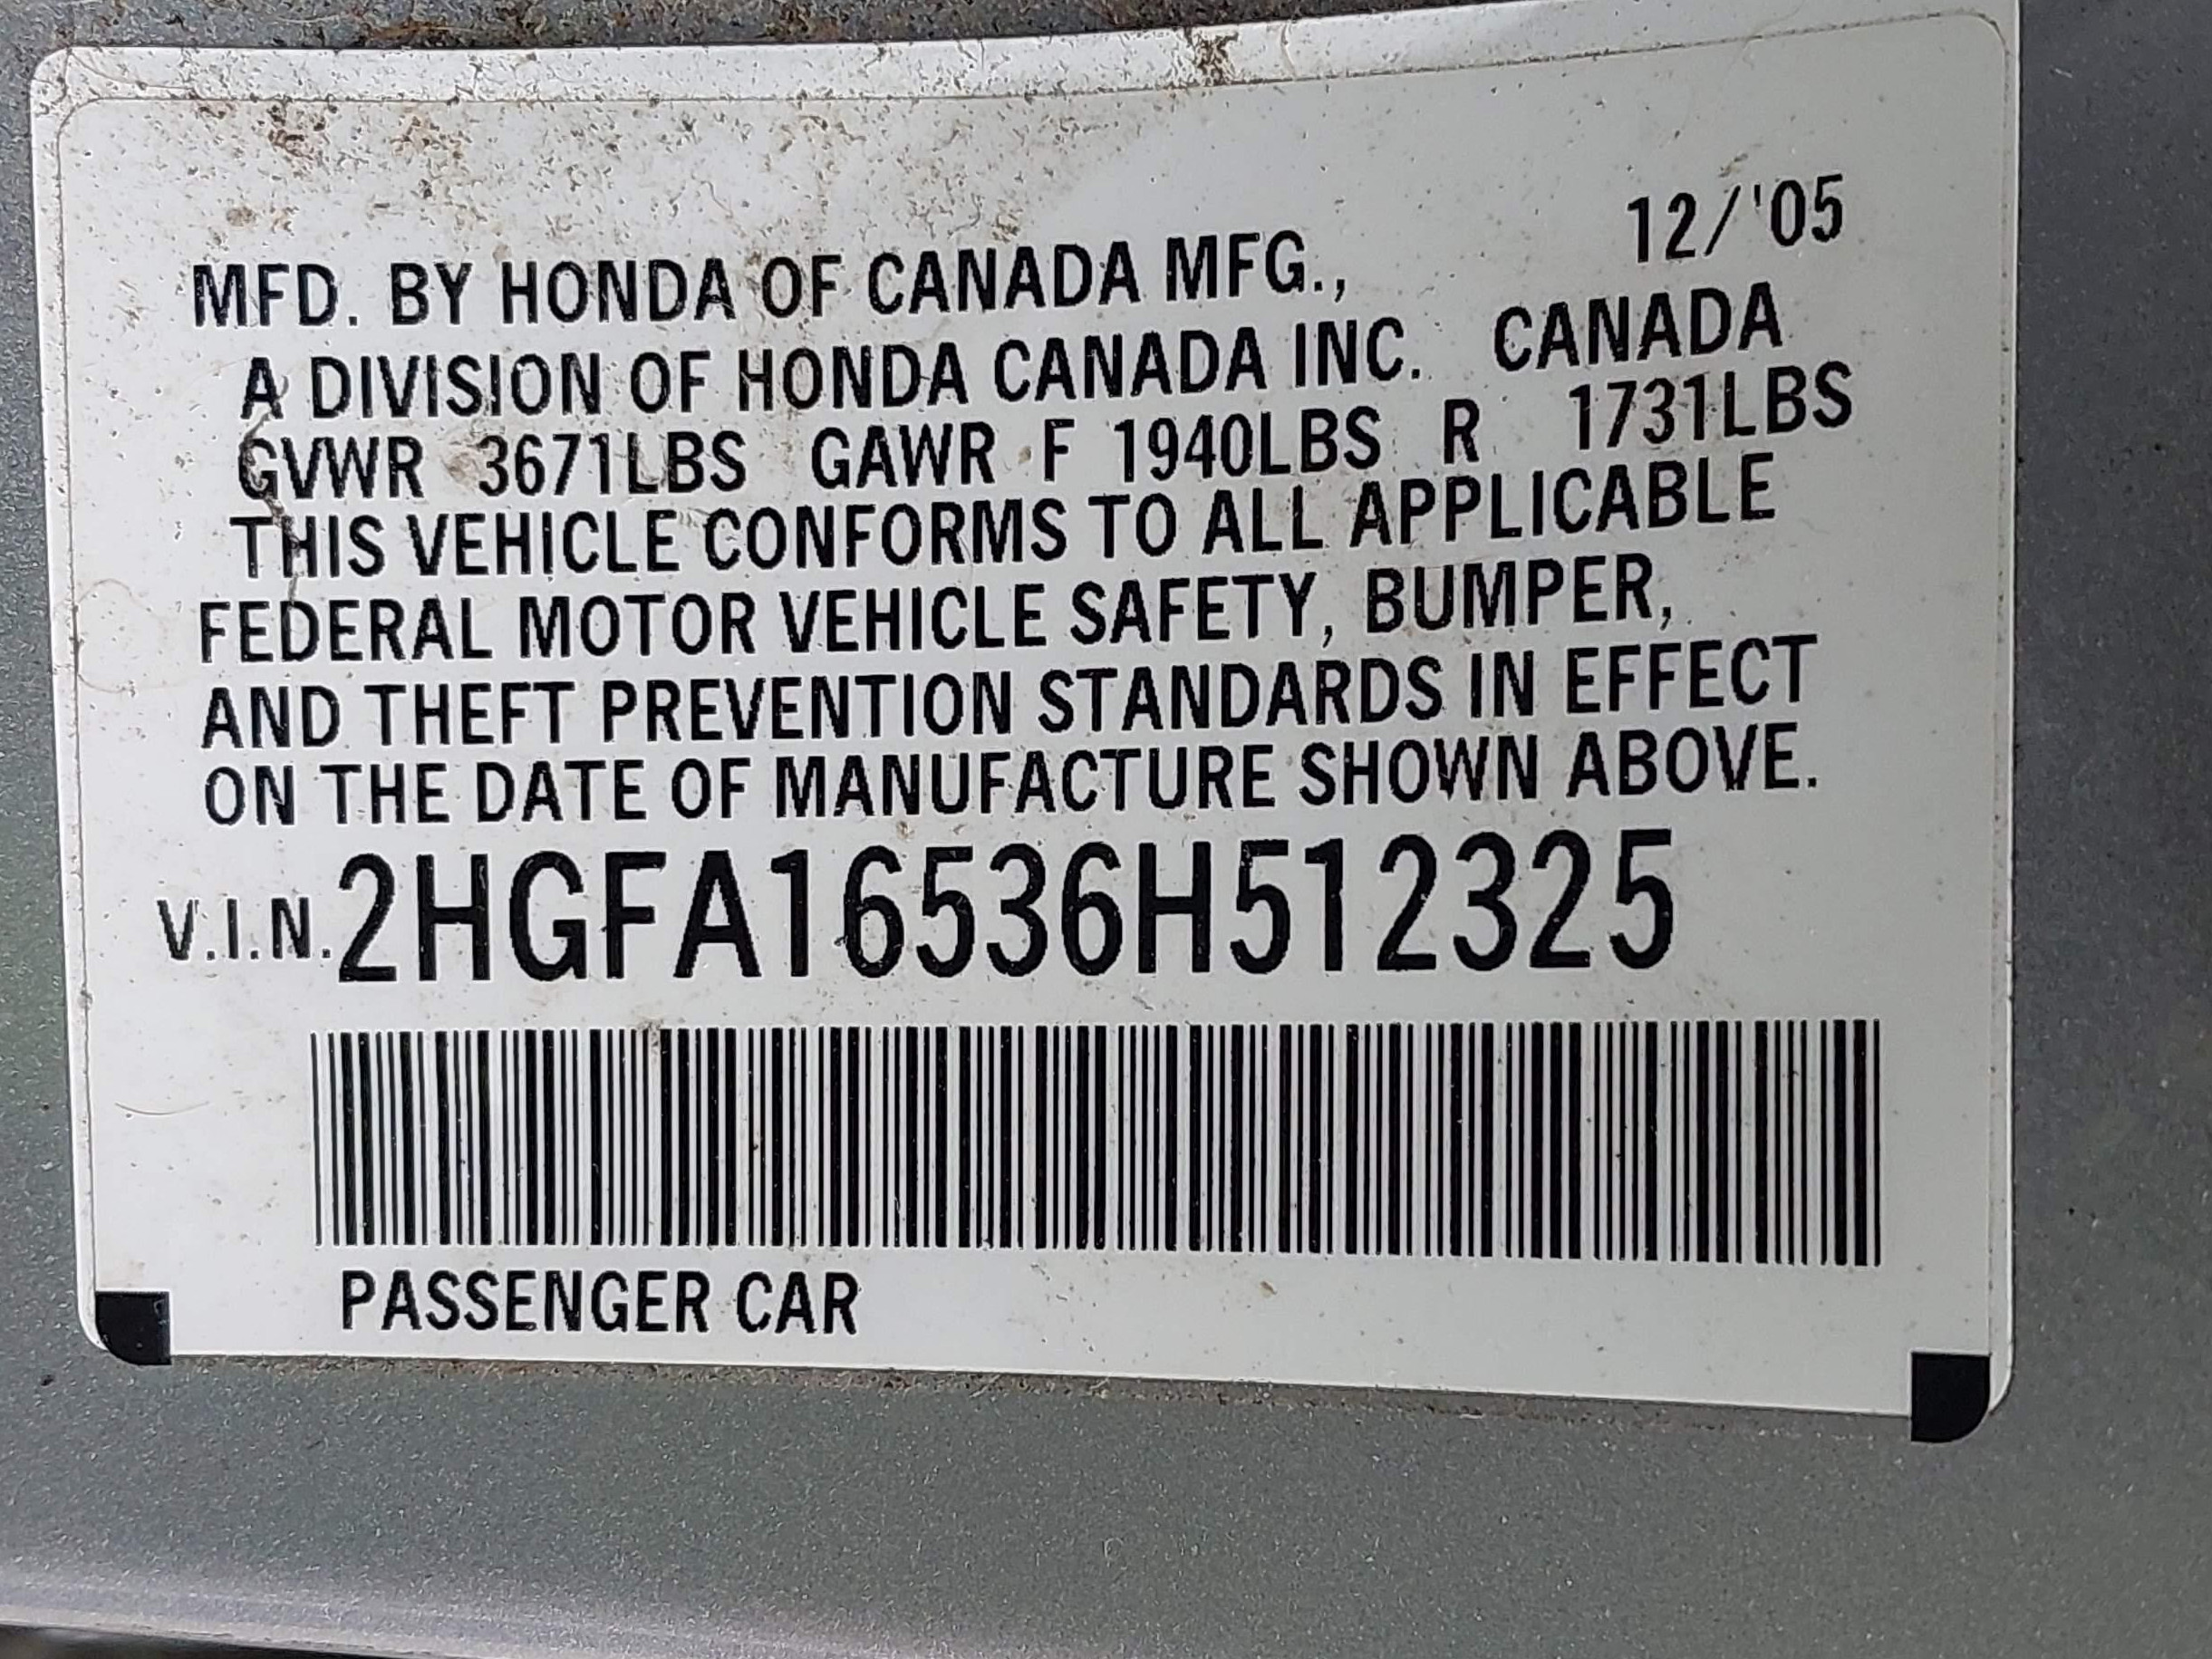 12/'05
MFD. BY HONDA OF CANADA MFG.,
A DIVISION OF HONDA CANADA INC. CANADA
GVWR 3671LBS GAWR F 1940LBS R 1731LBS
THIS VEHICLE CONFORMS TO ALL APPLICABLE
FEDERAL MOTOR VEHICLE SAFETY, BUMPER,
AND THEFT PREVENTION STANDARDS IN EFFECT
ON THE DATE OF MANUFACTURE SHOWN ABOVE.
V.I.N. 2HGFA16536H512325
PASSENGER CAR